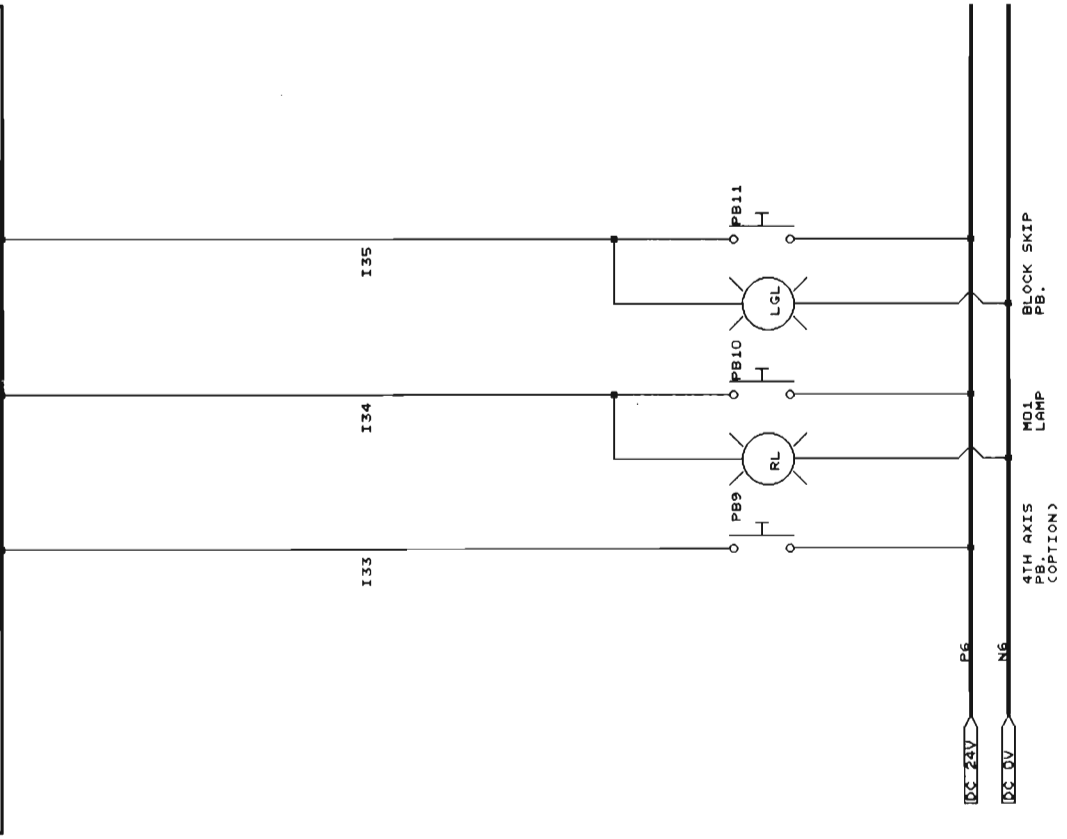 I35
PB11
LGL
BLOCK SKIP
PB.
I34
PB10
RL
M01
LAMP
I33
PB9
4TH AXIS
PB.
(OPTION)
P6
N6
DC 24V
DC 0V